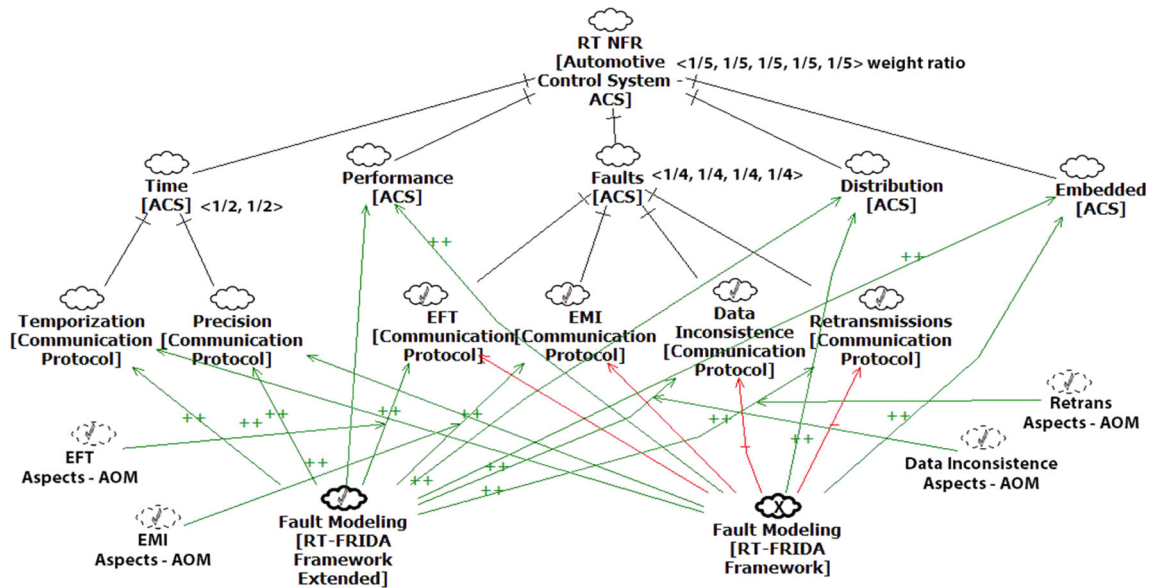 RT NFR
[Automotive
Control System -
ACS]
<1/5, 1/5, 1/5, 1/5, 1/5> weight ratio
Time
[ACS]
<1/2, 1/2>
Performance
[ACS]
Faults
[ACS]
<1/4, 1/4, 1/4, 1/4>
Distribution
[ACS]
Embedded
[ACS]
++
++
Temporization
[Communication
Protocol]
Precision
[Communication
Protocol]
EFT
[Communication
Protocol]
EMI
[Communication
Protocol]
Data
Inconsistence
[Communication
Protocol]
Retransmissions
[Communication
Protocol]
++
++
++
++
++
++
++
++
++
++
++
++
++
++
EFT
Aspects - AOM
EMI
Aspects - AOM
Retrans
Aspects - AOM
Data Inconsistence
Aspects - AOM
Fault Modeling
[RT-FRIDA
Framework
Extended]
X
Fault Modeling
[RT-FRIDA
Framework]